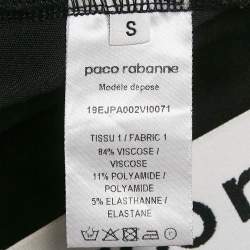 S
paco rabanne
Modèle déposé
19EJPA002VI0071
TISSU 1 / FABRIC 1
84% VISCOSE /
VISCOSE
11% POLYAMIDE /
POLYAMIDE
5% ELASTHANNE /
ELASTANE